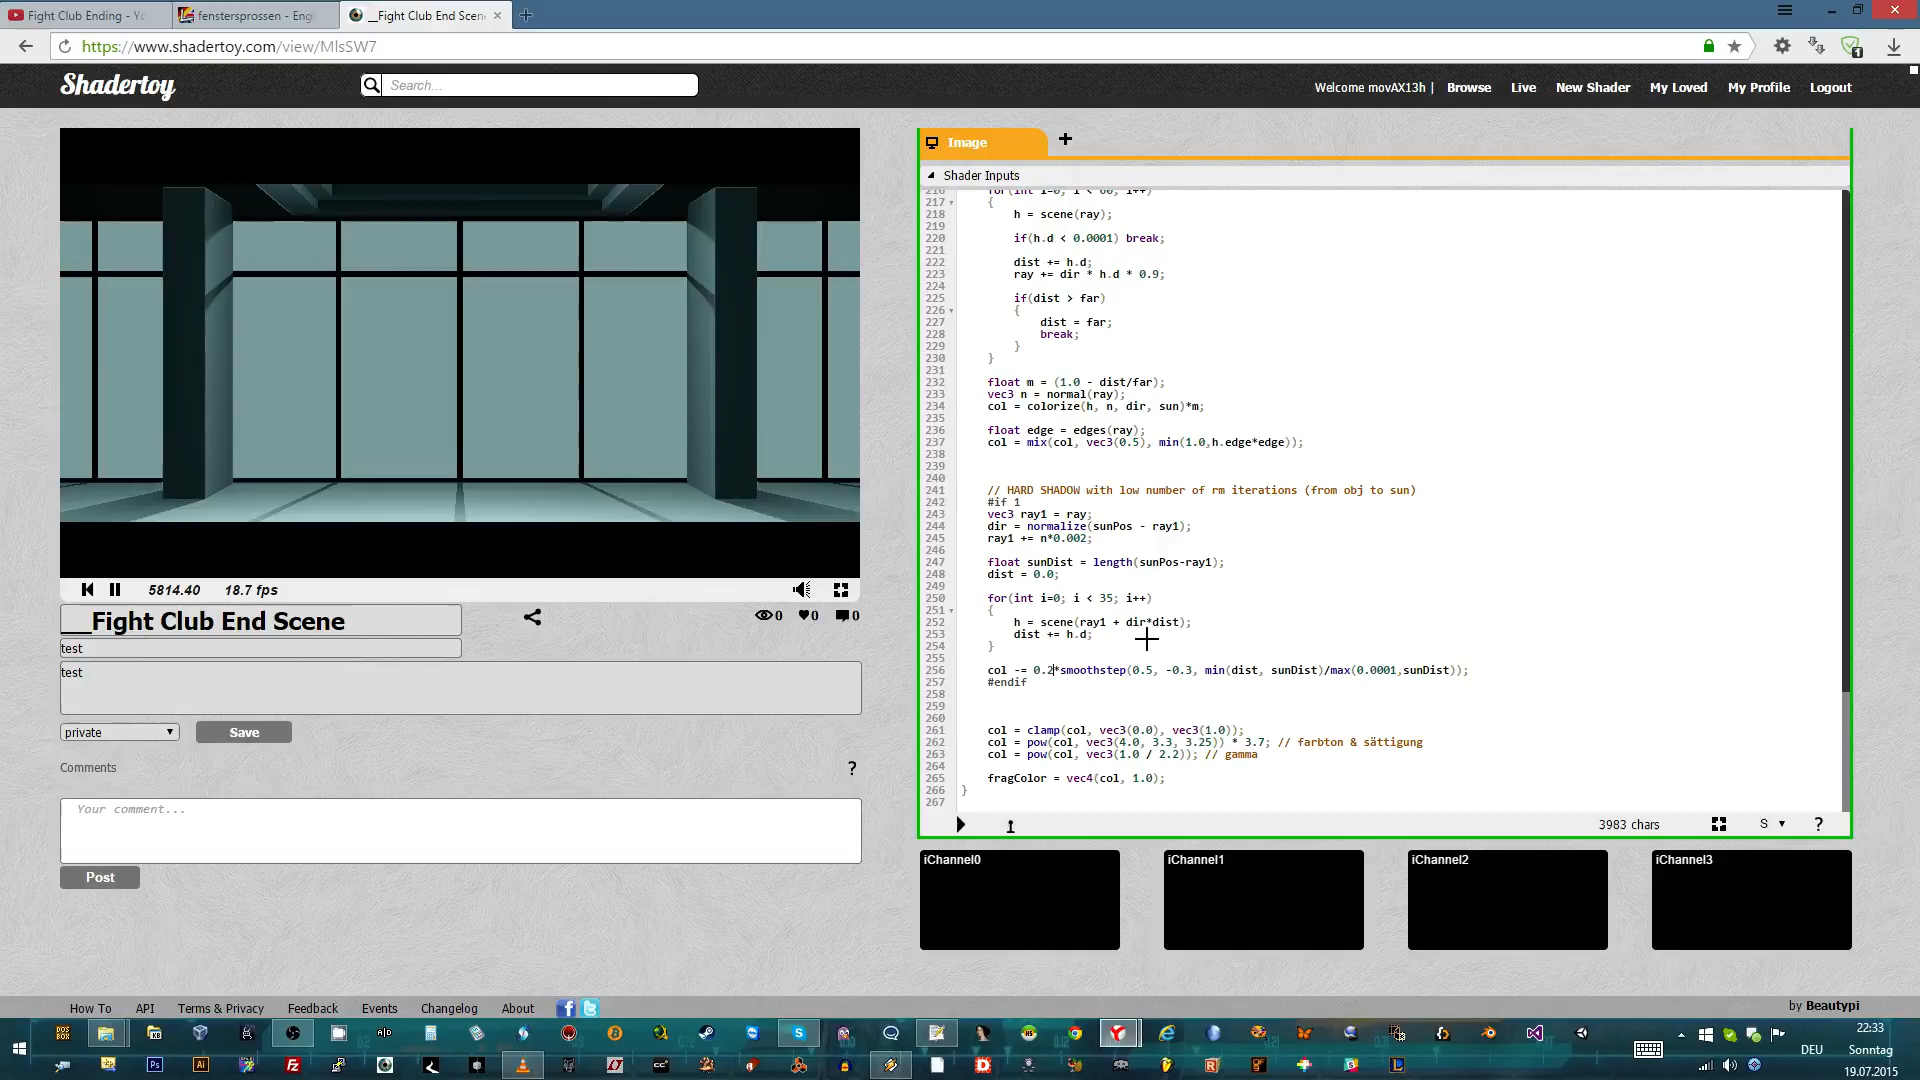 Fight Club Ending - Yo
fenstersprossen - Engl
__Fight Club End Scene
https://www.shadertoy.com/view/MlsSW7
1
Shadertoy
Search...
Welcome movAX13h |
Browse
Live
New Shader
My Loved
My Profile
Logout
Image
Shader Inputs
216 for(int i=0; i < 60; i++)
217 {
218 h = scene(ray);
219
220 if(h.d < 0.0001) break;
221
222 dist += h.d;
223 ray += dir * h.d * 0.9;
224
225 if(dist > far)
226 {
227 dist = far;
228 break;
229 }
230 }
231
232 float m = (1.0 - dist/far);
233 vec3 n = normal(ray);
234 col = colorize(h, n, dir, sun)*m;
235
236 float edge = edges(ray);
237 col = mix(col, vec3(0.5), min(1.0,h.edge*edge));
238
239
240
241 // HARD SHADOW with low number of rm iterations (from obj to sun)
242 #if 1
243 vec3 ray1 = ray;
244 dir = normalize(sunPos - ray1);
245 ray1 += n*0.002;
246
247 float sunDist = length(sunPos-ray1);
248 dist = 0.0;
249
250 for(int i=0; i < 35; i++)
251 {
252 h = scene(ray1 + dir*dist);
253 dist += h.d;
254 }
255
256 col -= 0.2*smoothstep(0.5, -0.3, min(dist, sunDist)/max(0.0001,sunDist));
257 #endif
258
259
260
261 col = clamp(col, vec3(0.0), vec3(1.0));
262 col = pow(col, vec3(4.0, 3.3, 3.25)) * 3.7; // farbton & sättigung
263 col = pow(col, vec3(1.0 / 2.2)); // gamma
264
265 fragColor = vec4(col, 1.0);
266 }
267
3983 chars
S
?
5814.40
18.7 fps
__Fight Club End Scene
0
0
0
test
test
private
Save
Comments
?
Your comment...
Post
iChannel0
iChannel1
iChannel2
iChannel3
How To
API
Terms & Privacy
Feedback
Events
Changelog
About
by Beautypi
DEU
22:33
Sonntag
19.07.2015